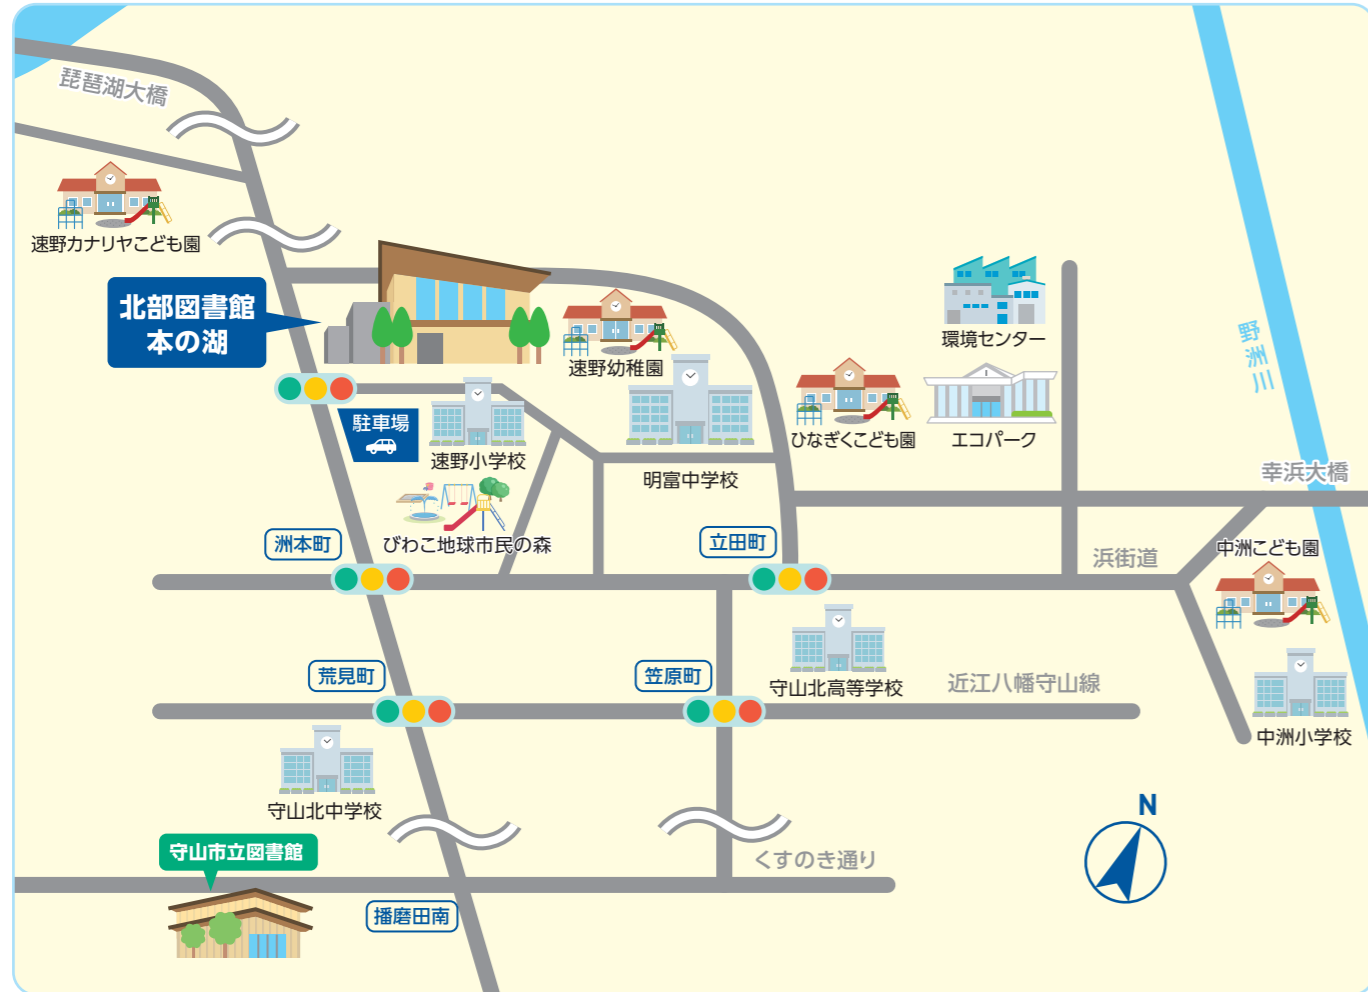 琵琶湖大橋
速野カナリヤこども園
北部図書館
本の湖
速野幼稚園
環境センター
野洲川
駐車場
速野小学校
明富中学校
ひなぎくこども園
エコパーク
幸浜大橋
びわこ地球市民の森
洲本町
立田町
浜街道
中洲こども園
荒見町
笠原町
守山北高等学校
近江八幡守山線
中洲小学校
守山北中学校
N
守山市立図書館
くすのき通り
播磨田南